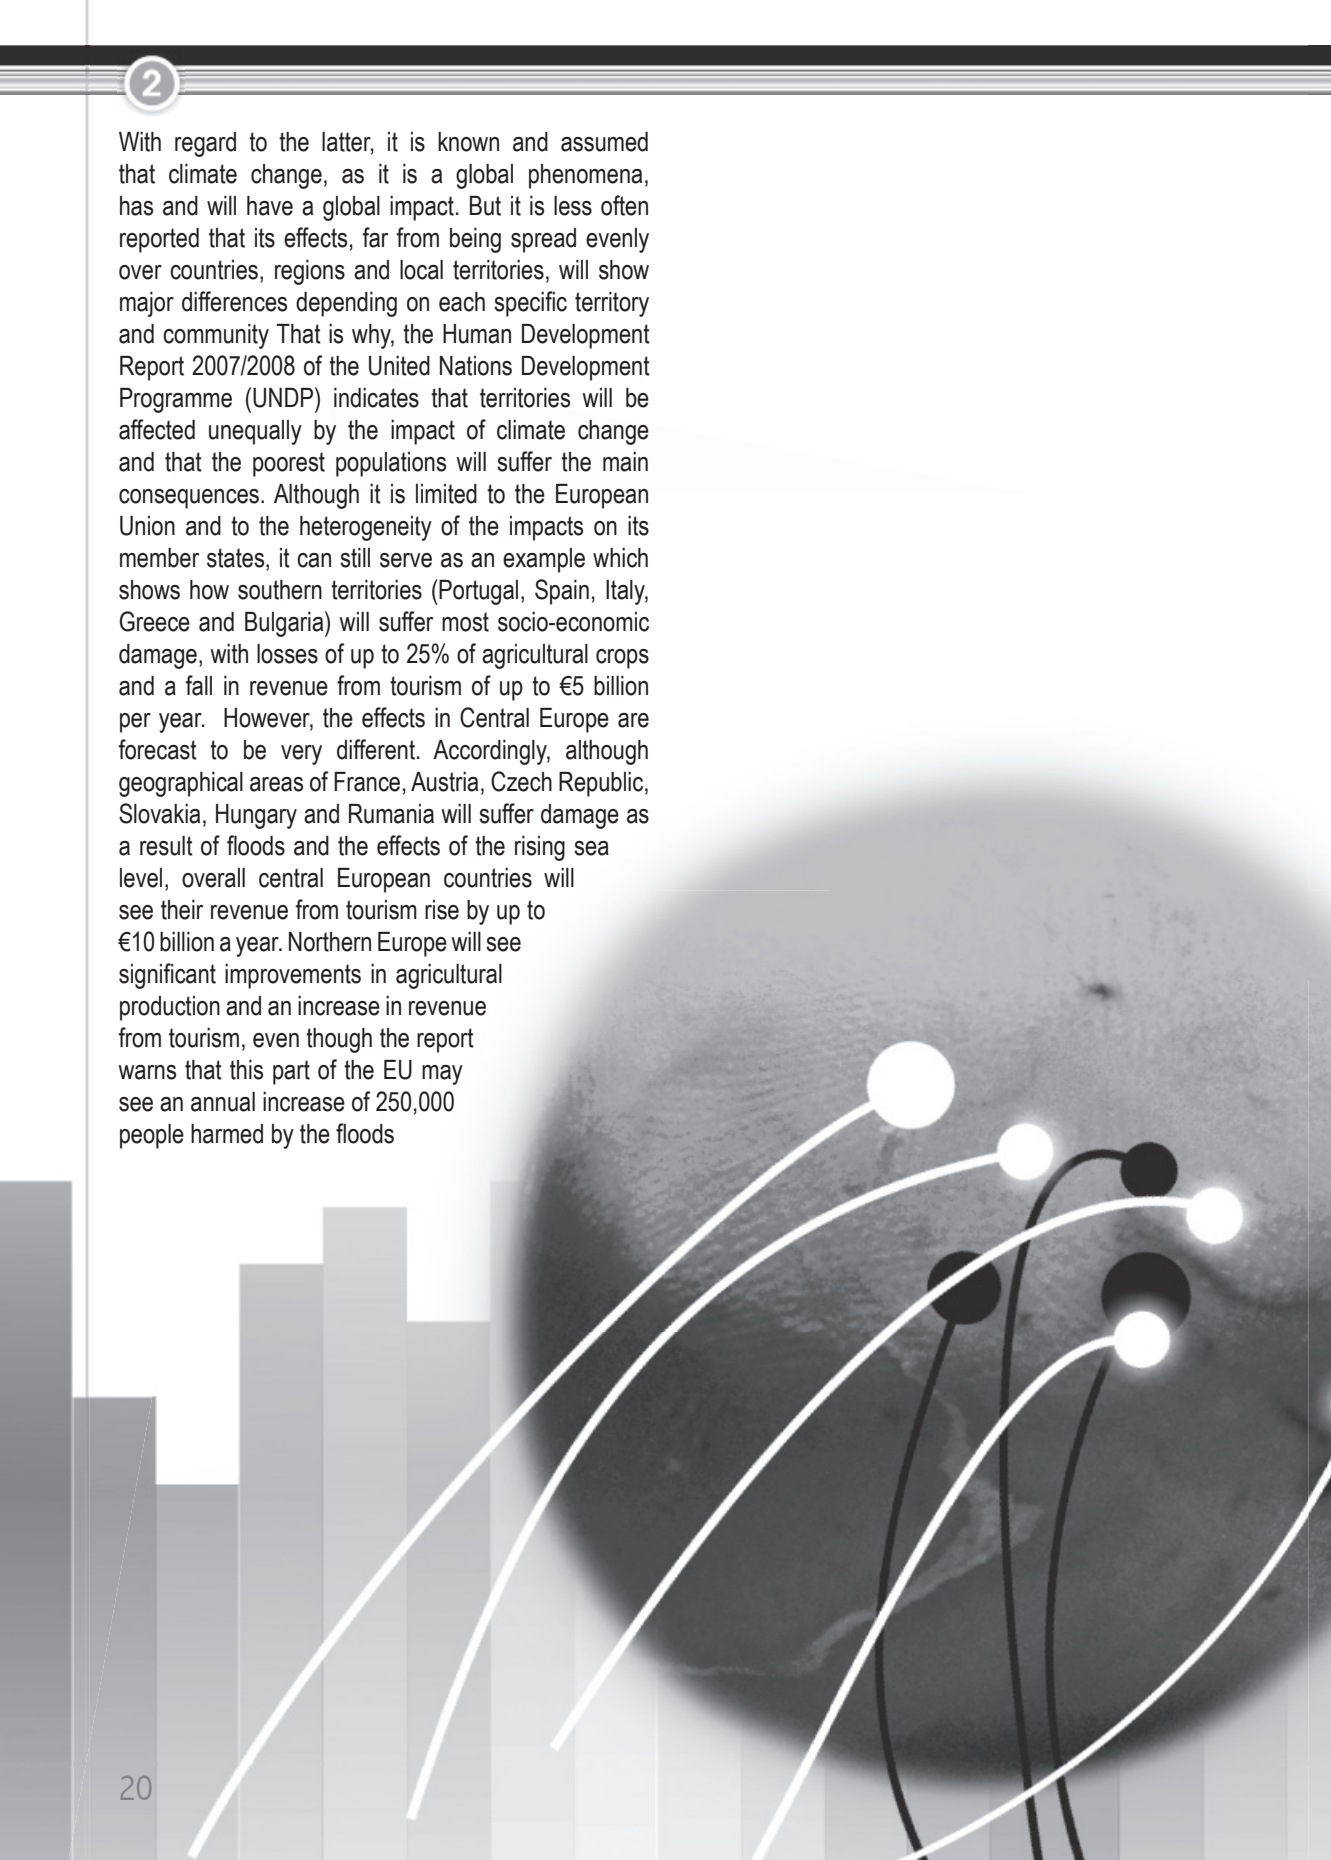 2
With regard to the latter, it is known and assumed
that climate change, as it is a global phenomena,
has and will have a global impact. But it is less often
reported that its effects, far from being spread evenly
over countries, regions and local territories, will show
major differences depending on each specific territory
and community That is why, the Human Development
Report 2007/2008 of the United Nations Development
Programme (UNDP) indicates that territories will be
affected unequally by the impact of climate change
and that the poorest populations will suffer the main
consequences. Although it is limited to the European
Union and to the heterogeneity of the impacts on its
member states, it can still serve as an example which
shows how southern territories (Portugal, Spain, Italy,
Greece and Bulgaria) will suffer most socio-economic
damage, with losses of up to 25% of agricultural crops
and a fall in revenue from tourism of up to €5 billion
per year.  However, the effects in Central Europe are
forecast to be very different. Accordingly, although
geographical areas of France, Austria, Czech Republic,
Slovakia, Hungary and Rumania will suffer damage as
a result of floods and the effects of the rising sea
level, overall central European countries will
see their revenue from tourism rise by up to
€10 billion a year. Northern Europe will see
significant improvements in agricultural
production and an increase in revenue
from tourism, even though the report
warns that this part of the EU may
see an annual increase of 250,000
people harmed by the floods
20